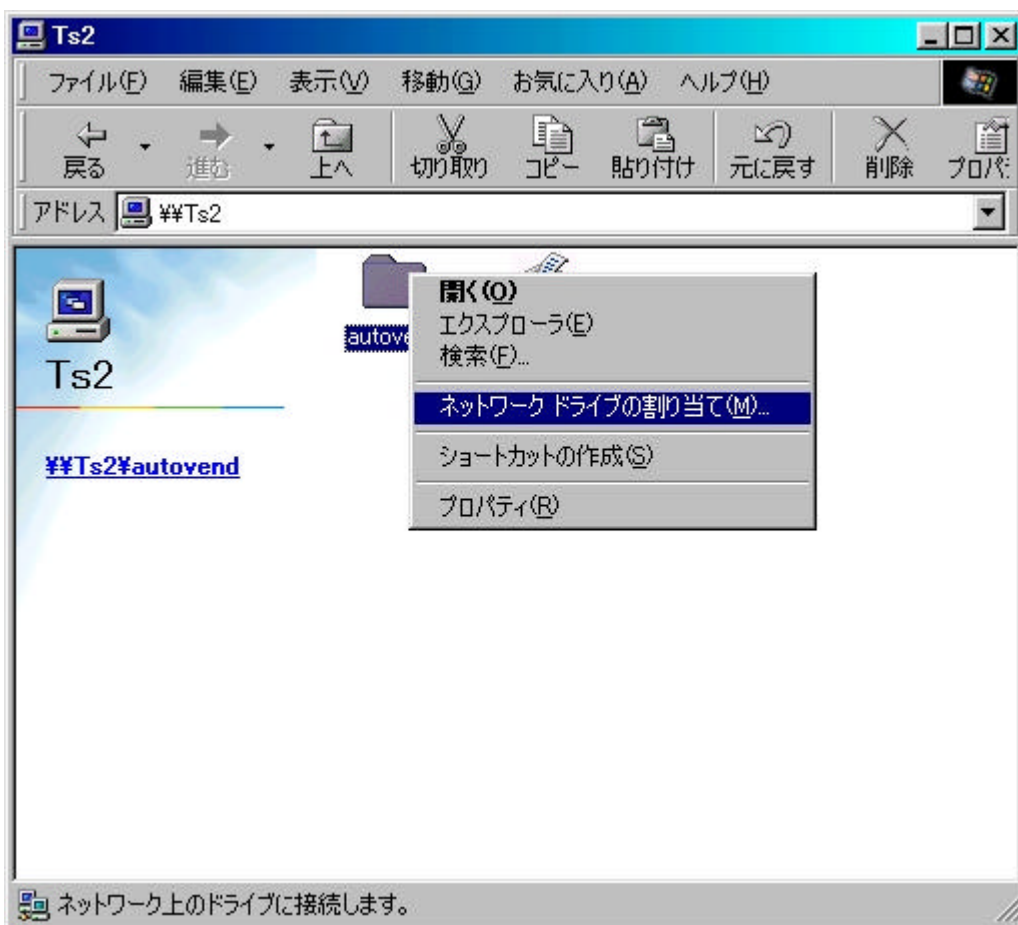 Ts2
ファイル(F) 編集(E) 表示(V) 移動(G) お気に入り(A) ヘルプ(H)
戻る 進む 上へ 切り取り コピー 貼り付け 元に戻す 削除 プロパ
アドレス ¥¥Ts2
Ts2
¥¥Ts2¥autovend
開く(O)
エクスプローラ(E)
検索(F)...
ネットワーク ドライブの割り当て(M)...
ショートカットの作成(S)
プロパティ(R)
ネットワーク上のドライブに接続します。